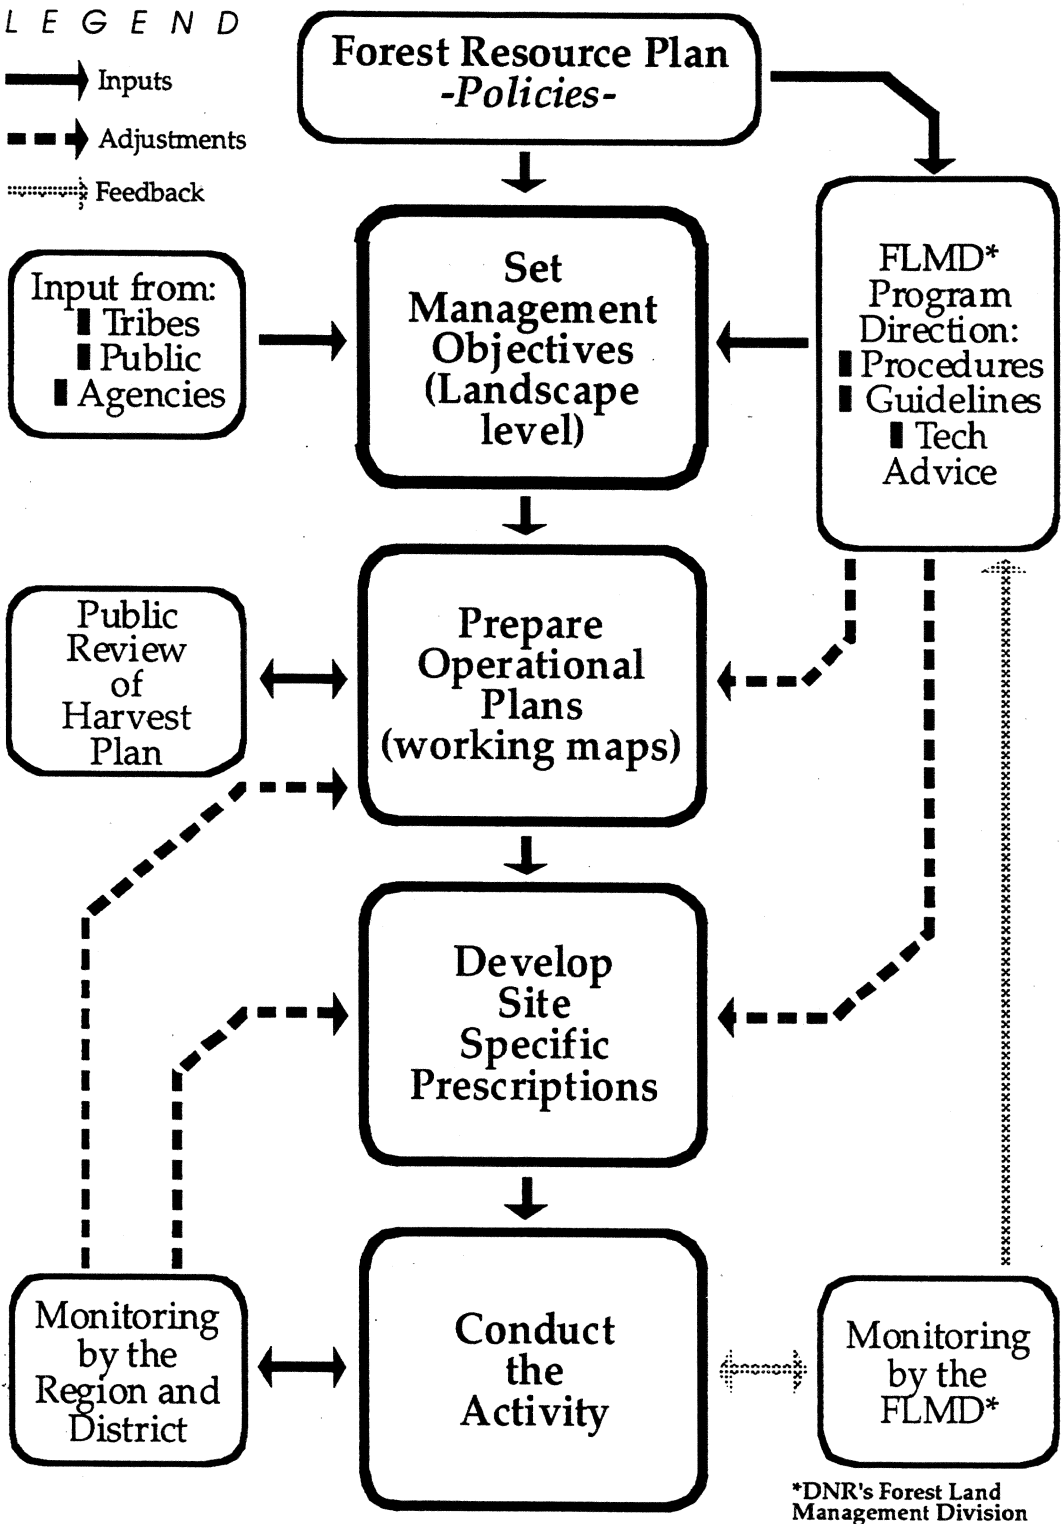 L E G E N D
Inputs
Adjustments
Feedback
Forest Resource Plan
-Policies-
Input from:
Tribes
Public
Agencies
Set
Management
Objectives
(Landscape
level)
FLMD*
Program
Direction:
Procedures
Guidelines
Tech
Advice
Public
Review
of
Harvest
Plan
Prepare
Operational
Plans
(working maps)
Develop
Site
Specific
Prescriptions
Monitoring
by the
Region and
District
Conduct
the
Activity
Monitoring
by the
FLMD*
*DNR's Forest Land
Management Division